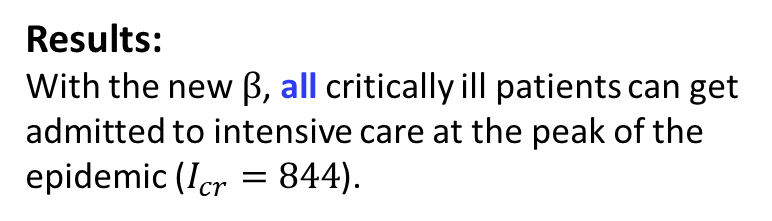 Results:
With the new β, all critically ill patients can get
admitted to intensive care at the peak of the
epidemic (I_cr = 844).